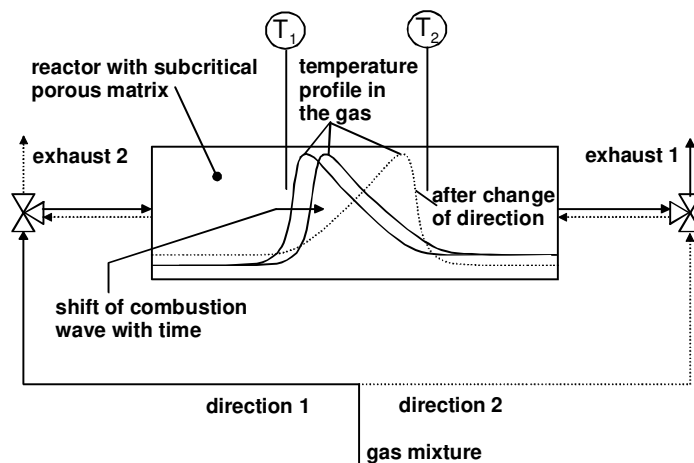 T1
T2
reactor with subcritical
porous matrix
temperature
profile in
the gas
exhaust 2
exhaust 1
after change
of direction
shift of combustion
wave with time
direction 1
direction 2
gas mixture